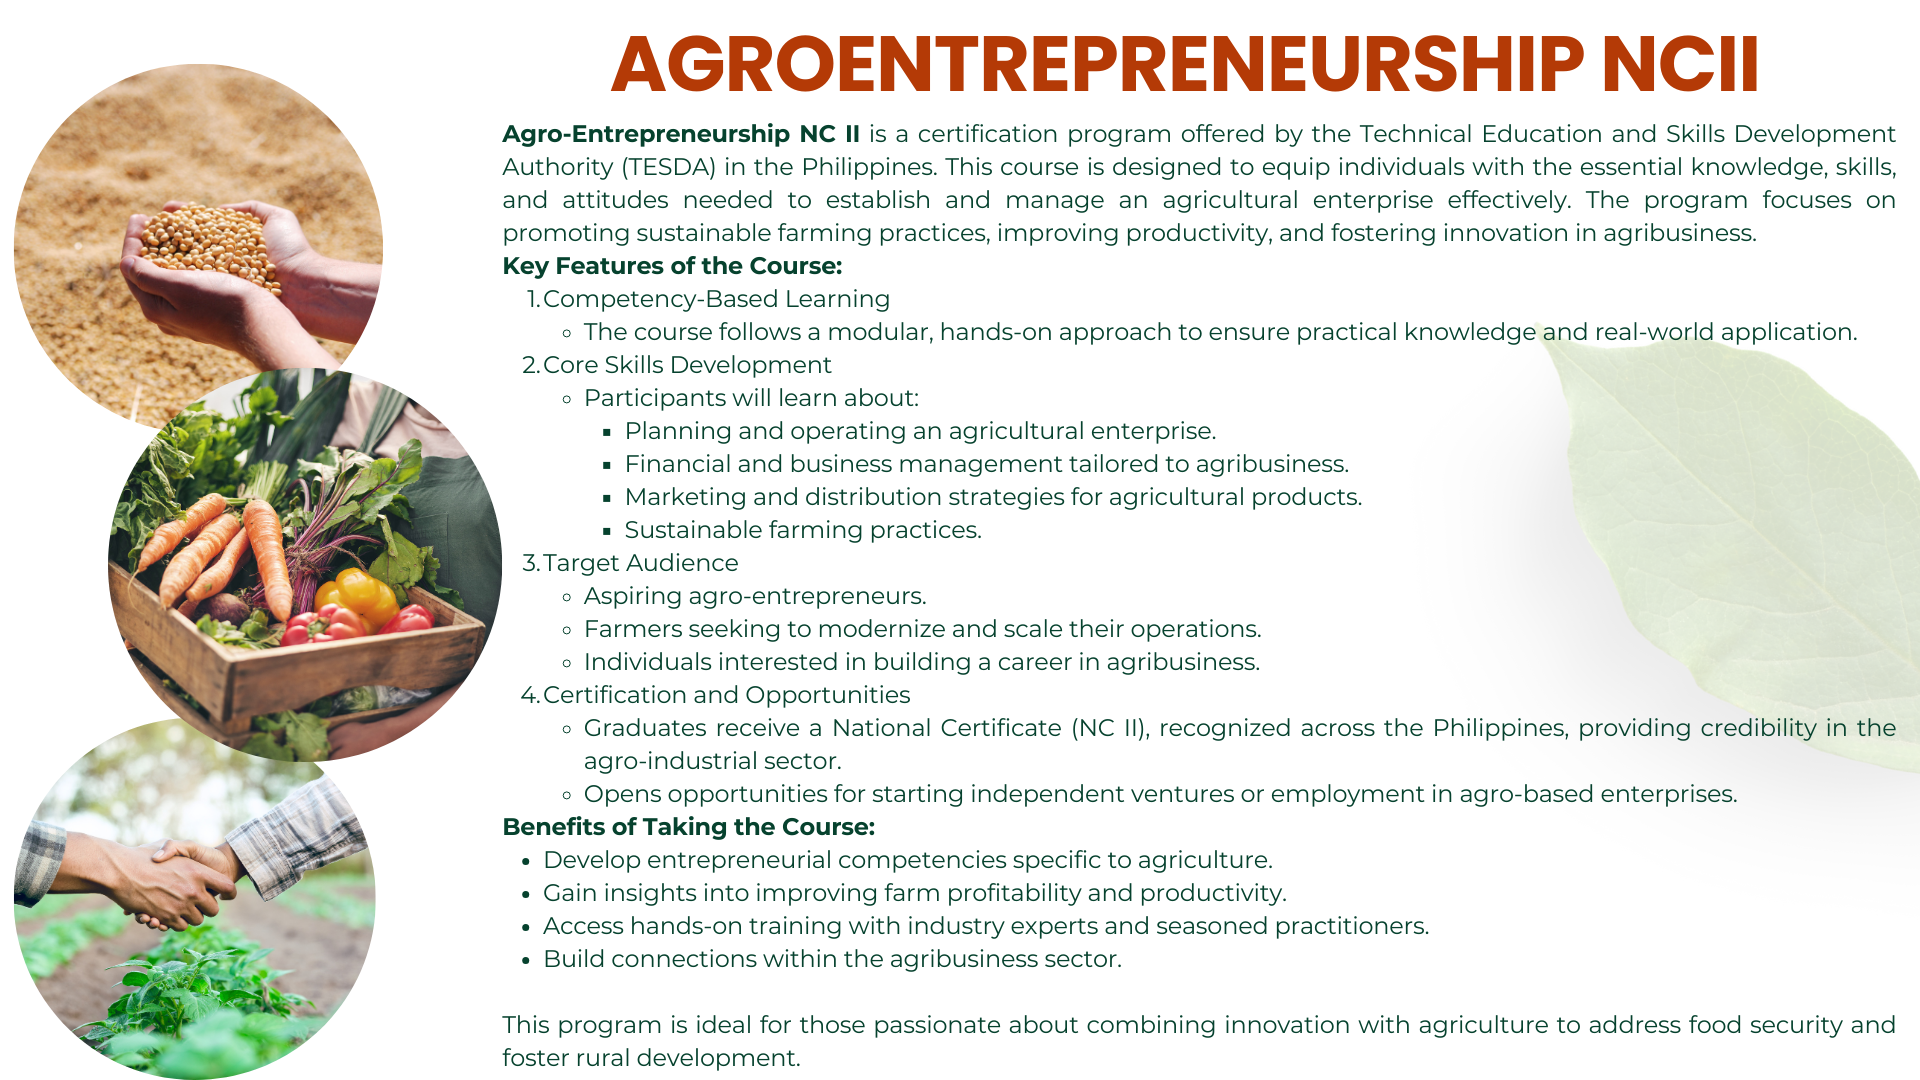 AGROENTREPRENEURSHIP NCII
Agro-Entrepreneurship NC II is a certification program offered by the Technical Education and Skills Development
Authority (TESDA) in the Philippines. This course is designed to equip individuals with the essential knowledge, skills,
and attitudes needed to establish and manage an agricultural enterprise effectively. The program focuses on
promoting sustainable farming practices, improving productivity, and fostering innovation in agribusiness.
Key Features of the Course:
1. Competency-Based Learning
◦ The course follows a modular, hands-on approach to ensure practical knowledge and real-world application.
2. Core Skills Development
◦ Participants will learn about:
▪ Planning and operating an agricultural enterprise.
▪ Financial and business management tailored to agribusiness.
▪ Marketing and distribution strategies for agricultural products.
▪ Sustainable farming practices.
3. Target Audience
◦ Aspiring agro-entrepreneurs.
◦ Farmers seeking to modernize and scale their operations.
◦ Individuals interested in building a career in agribusiness.
4. Certification and Opportunities
◦ Graduates receive a National Certificate (NC II), recognized across the Philippines, providing credibility in the
agro-industrial sector.
◦ Opens opportunities for starting independent ventures or employment in agro-based enterprises.
Benefits of Taking the Course:
• Develop entrepreneurial competencies specific to agriculture.
• Gain insights into improving farm profitability and productivity.
• Access hands-on training with industry experts and seasoned practitioners.
• Build connections within the agribusiness sector.
This program is ideal for those passionate about combining innovation with agriculture to address food security and
foster rural development.